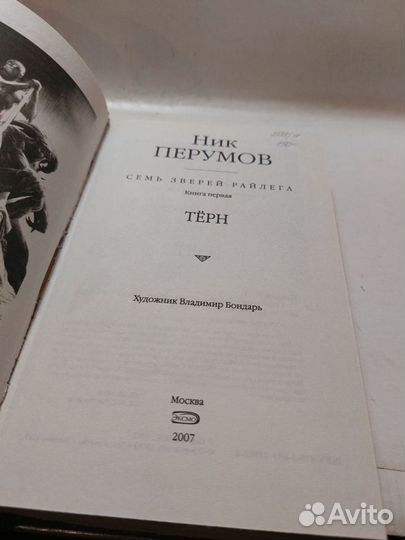 Ник
ПЕРУМОВ
СЕМЬ ЗВЕРЕЙ РАЙЛЕГА
Книга первая
ТЁРН
Художник Владимир Бондарь
Москва
ЭКСМО
2007
Avito